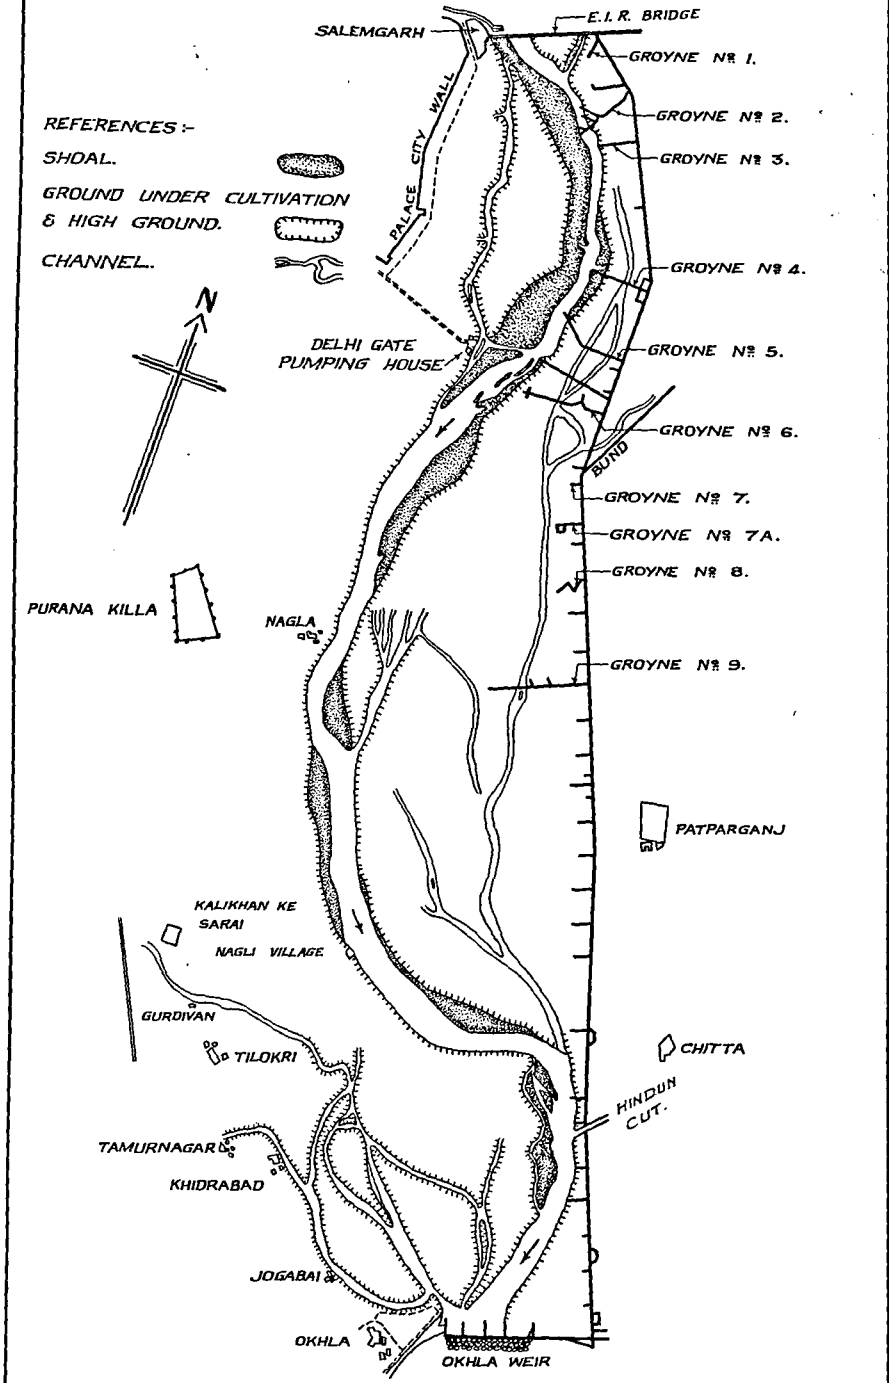 E.I.R. BRIDGE
SALEMGARH
GROYNE Nº 1.
GROYNE Nº 2.
GROYNE Nº 3.
PALACE CITY WALL
REFERENCES:-
SHOAL.
GROUND UNDER CULTIVATION
& HIGH GROUND.
CHANNEL.
N
GROYNE Nº 4.
DELHI GATE
PUMPING HOUSE
GROYNE Nº 5.
GROYNE Nº 6.
BUND
GROYNE Nº 7.
GROYNE Nº 7A.
GROYNE Nº 8.
PURANA KILLA
NAGLA
GROYNE Nº 9.
PATPARGANJ
KALIKHAN KE
SARAI
NAGLI VILLAGE
GURDIVAN
TILOKRI
CHITTA
HINDUN
CUT.
TAMURNAGAR
KHIDRABAD
JOGABAI
OKHLA
OKHLA WEIR